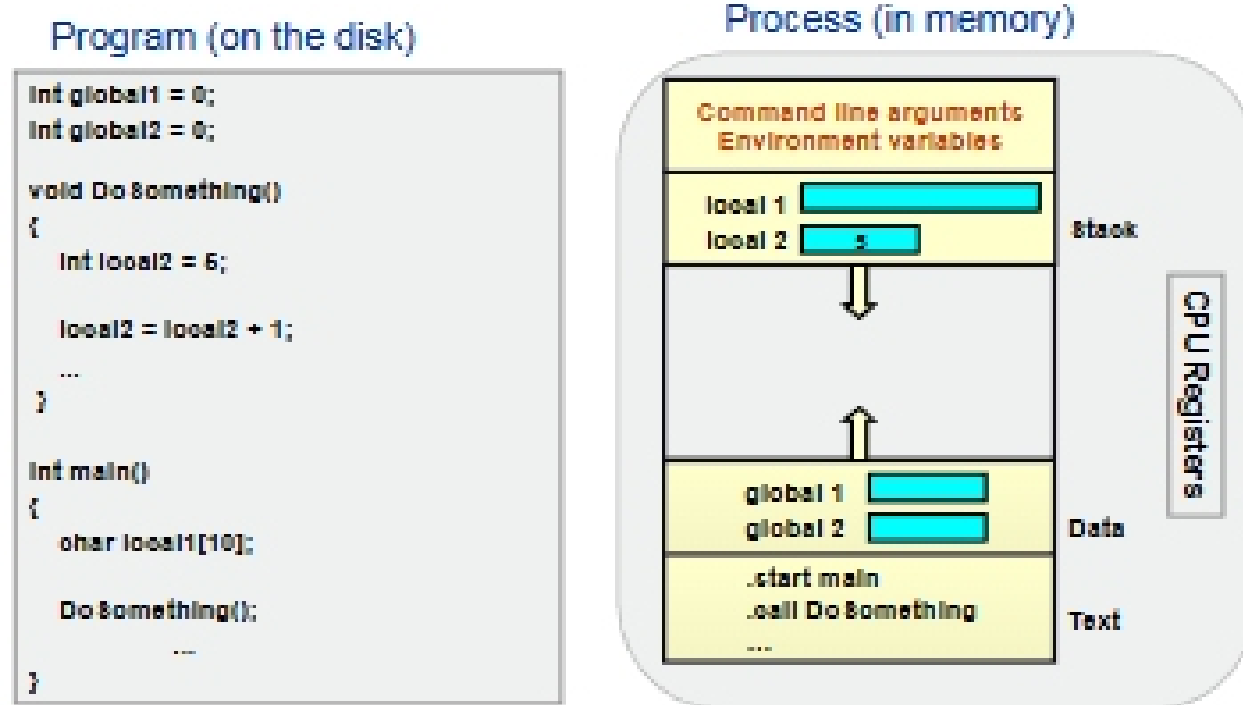 Program (on the disk)
int global1 = 0;
int global2 = 0;
void DoSomething()
{
int local2 = 5;
local2 = local2 + 1;
...
}
int main()
{
char local1[10];
DoSomething();
...
}
Process (in memory)
Command line arguments
Environment variables
local 1
local 2
5
Stack
CPU Registers
global 1
global 2
Data
.start main
.call DoSomething
...
Text